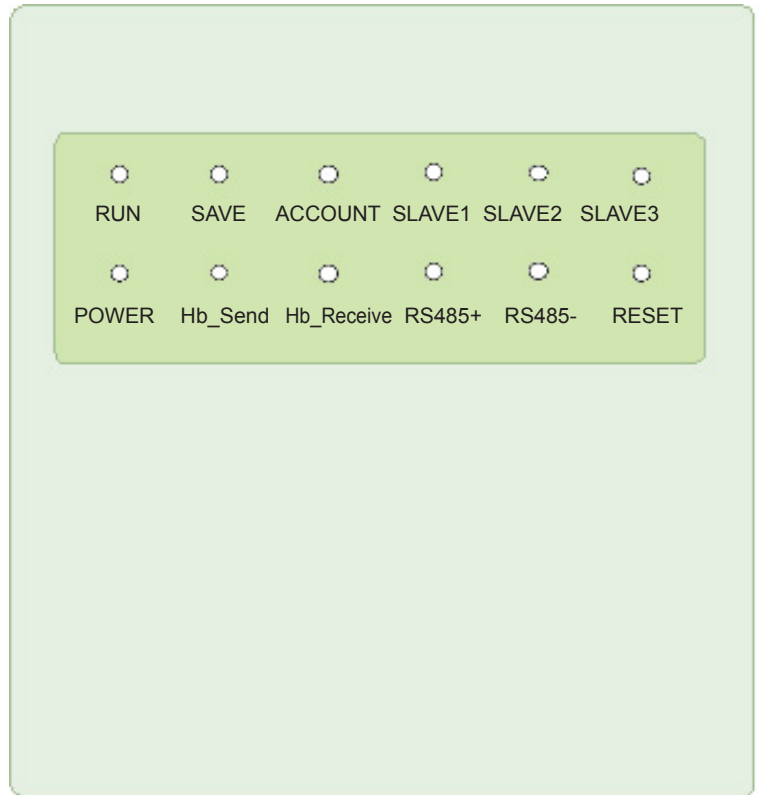 RUN SAVE ACCOUNT SLAVE1 SLAVE2 SLAVE3
POWER Hb_Send Hb_Receive RS485+ RS485- RESET